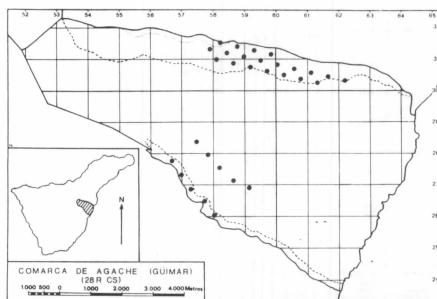 52 53 54 55 56 57 58 59 60 61 62 63 64 65
N
COMARCA DE AGACHE (GÜIMAR)
(28R CS)
1.000 500 0 1.000 2.000 3.000 4.000 Metros